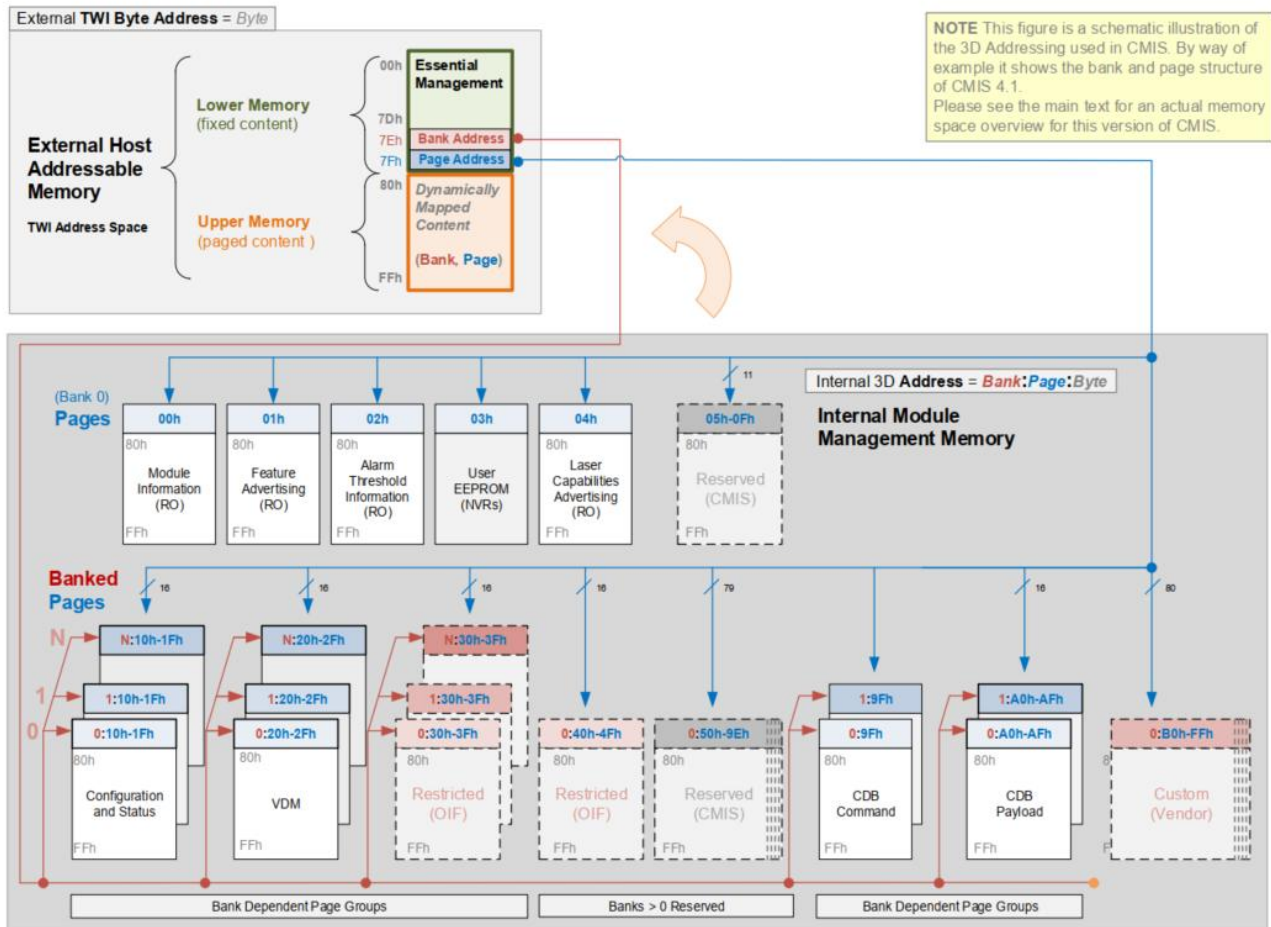 External TWI Byte Address = Byte
NOTE This figure is a schematic illustration of
the 3D Addressing used in CMIS. By way of
example it shows the bank and page structure
of CMIS 4.1.
Please see the main text for an actual memory
space overview for this version of CMIS.
External Host
Addressable
Memory
TWI Address Space
Lower Memory
(fixed content)
Upper Memory
(paged content )
00h
Essential
Management
7Dh
7Eh
Bank Address
7Fh
Page Address
80h
Dynamically
Mapped
Content
(Bank, Page)
FFh
Internal 3D Address = Bank:Page:Byte
Internal Module
Management Memory
(Bank 0)
Pages
11
00h
80h
Module
Information
(RO)
FFh
01h
80h
Feature
Advertising
(RO)
FFh
02h
80h
Alarm
Threshold
Information
(RO)
FFh
03h
80h
User
EEPROM
(NVRs)
FFh
04h
80h
Laser
Capabilities
Advertising
(RO)
FFh
05h-0Fh
80h
Reserved
(CMIS)
FFh
Banked
Pages
16
16
16
16
79
16
80
N
1
0
N:10h-1Fh
1:10h-1Fh
0:10h-1Fh
80h
Configuration
and Status
FFh
N:20h-2Fh
1:20h-2Fh
0:20h-2Fh
80h
VDM
FFh
N:30h-3Fh
1:30h-3Fh
0:30h-3Fh
80h
Restricted
(OIF)
FFh
0:40h-4Fh
80h
Restricted
(OIF)
FFh
0:50h-9Eh
80h
Reserved
(CMIS)
FFh
1:9Fh
0:9Fh
80h
CDB
Command
FFh
1:A0h-AFh
0:A0h-AFh
80h
CDB
Payload
FFh
0:B0h-FFh
8
Custom
(Vendor)
F
Bank Dependent Page Groups
Banks > 0 Reserved
Bank Dependent Page Groups